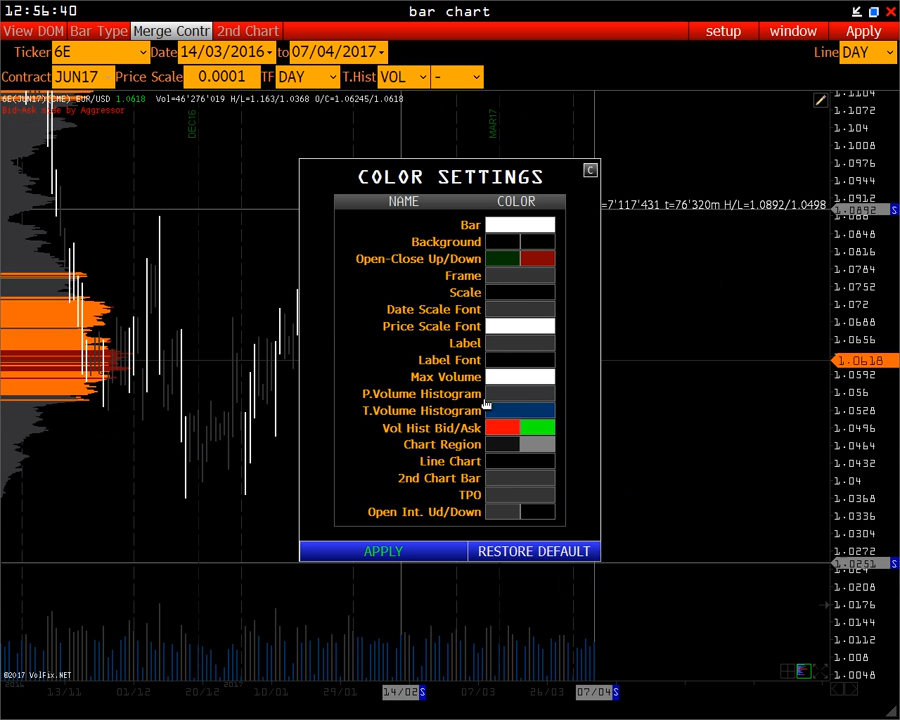 12:56:40 bar chart
View DOM Bar Type Merge Contr 2nd Chart setup window Apply
Ticker 6E Date 14/03/2016 to 07/04/2017 Line DAY
Contract JUN17 Price Scale 0.0001 TF DAY T.Hist VOL -
6E(JUN17)(CME) EUR/USD 1.0618 Vol=46'276'019 H/L=1.163/1.0368 O/C=1.06245/1.0618
by Aggressor
DEC16
MAR17
=7'117'431 t=76'320m H/L=1.0892/1.0498
COLOR SETTINGS
C
NAME COLOR
Bar
Background
Open-Close Up/Down
Frame
Scale
Date Scale Font
Price Scale Font
Label
Label Font
Max Volume
P.Volume Histogram
T.Volume Histogram
Vol Hist Bid/Ask
Chart Region
Line Chart
2nd Chart Bar
TPO
Open Int. Ud/Down
APPLY RESTORE DEFAULT
1.1104
1.1072
1.104
1.0976
1.0944
1.0912
1.0892 S
1.0848
1.0816
1.0784
1.0752
1.072
1.0688
1.0656
1.0618
1.0592
1.056
1.0528
1.0496
1.0464
1.0432
1.04
1.0368
1.0336
1.0304
1.0272
1.0251 S
1.0208
1.0176
1.0144
1.0112
1.008
1.0048
©2017 VolFix.NET
13/11 01/12 20/12 2017 10/01 29/01 14/02 S 07/03 26/03 07/04 S